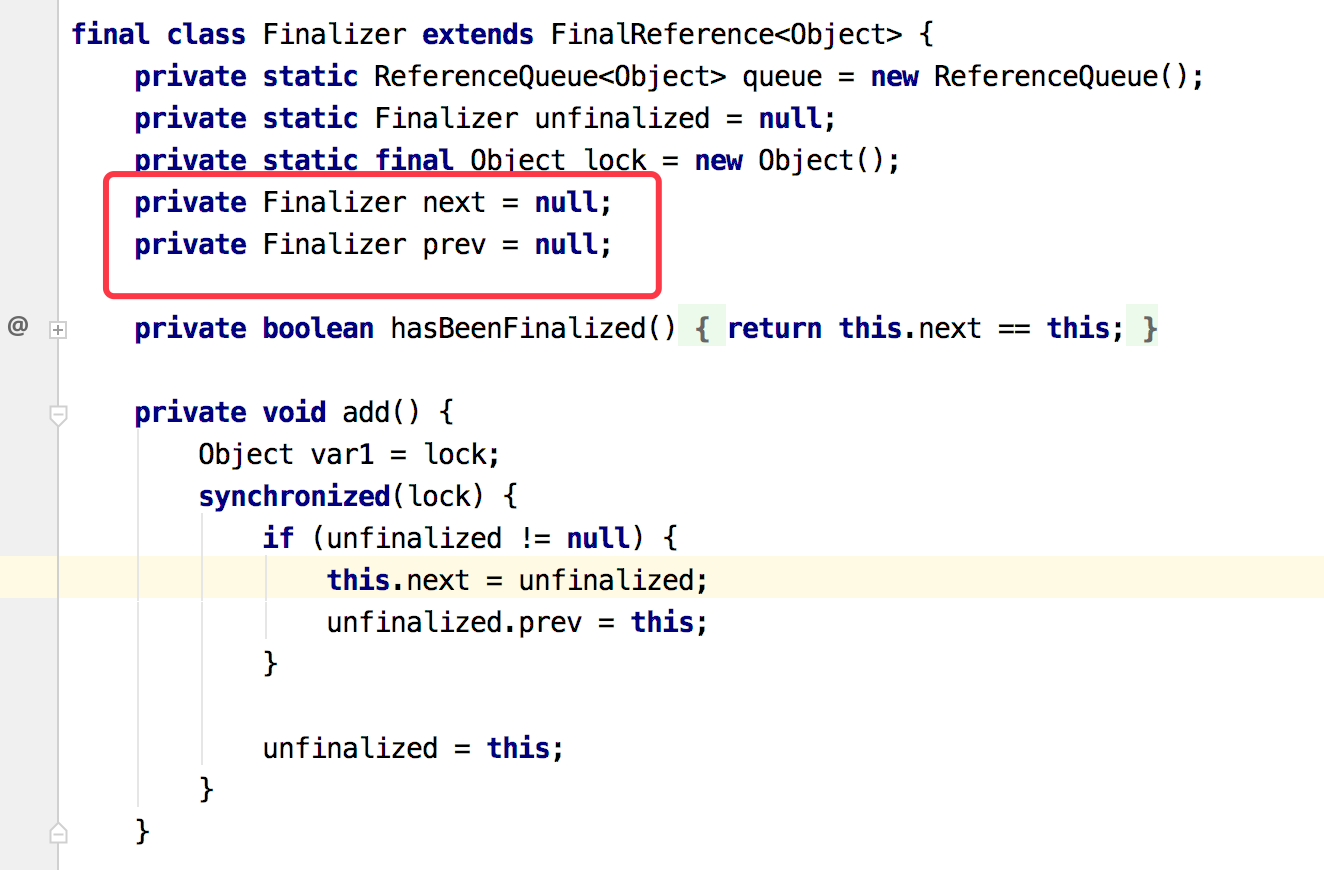 final class Finalizer extends FinalReference<Object> {
    private static ReferenceQueue<Object> queue = new ReferenceQueue();
    private static Finalizer unfinalized = null;
    private static final Object lock = new Object();
    private Finalizer next = null;
    private Finalizer prev = null;
@
    private boolean hasBeenFinalized() { return this.next == this; }
    private void add() {
        Object var1 = lock;
        synchronized(lock) {
            if (unfinalized != null) {
                this.next = unfinalized;
                unfinalized.prev = this;
            }
            unfinalized = this;
        }
    }